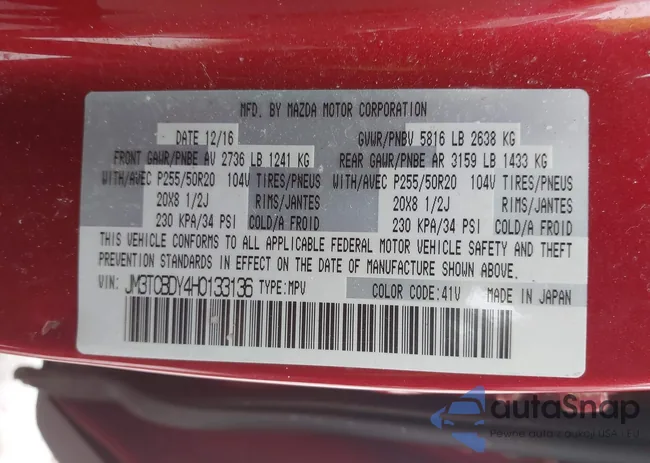 MFD. BY MAZDA MOTOR CORPORATION
DATE 12/16 GVWR/PNBV 5816 LB 2638 KG
FRONT GAWR/PNBE AV 2736 LB 1241 KG REAR GAWR/PNBE AR 3159 LB 1433 KG
WITH/AVEC P255/50R20 104V TIRES/PNEUS WITH/AVEC P255/50R20 104V TIRES/PNEUS
20X8 1/2J RIMS/JANTES 20X8 1/2J RIMS/JANTES
230 KPA/34 PSI COLD/A FROID 230 KPA/34 PSI COLD/A FROID
THIS VEHICLE CONFORMS TO ALL APPLICABLE FEDERAL MOTOR VEHICLE SAFETY AND THEFT
PREVENTION STANDARDS IN EFFECT ON THE DATE OF MANUFACTURE SHOWN ABOVE.
VIN: JM3TCBDY4H0133136 TYPE: MPV COLOR CODE: 41V MADE IN JAPAN
autoSnap
Pewne auta z aukcji USA i EU